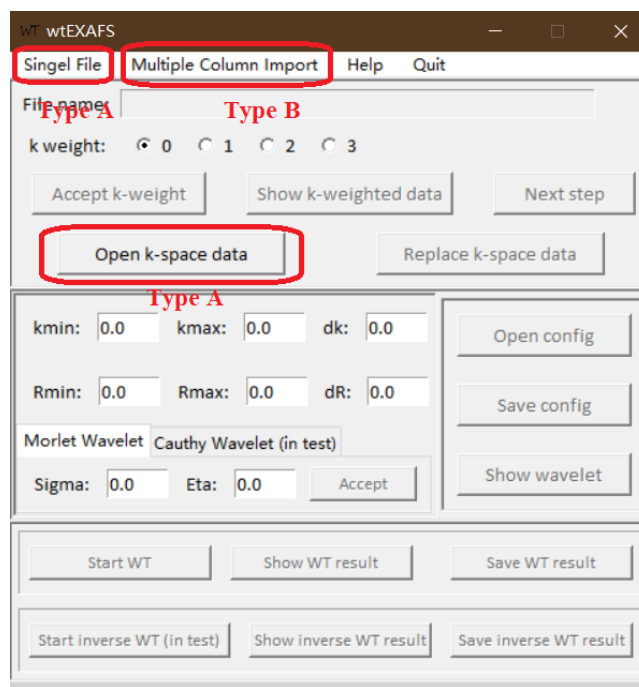 WT wtEXAFS
Singel File Multiple Column Import Help Quit
File name:
Type A Type B
k weight: 0 1 2 3
Accept k-weight Show k-weighted data Next step
Open k-space data Replace k-space data
Type A
kmin: 0.0 kmax: 0.0 dk: 0.0
Open config
Rmin: 0.0 Rmax: 0.0 dR: 0.0
Save config
Morlet Wavelet Cauthy Wavelet (in test)
Sigma: 0.0 Eta: 0.0 Accept
Show wavelet
Start WT Show WT result Save WT result
Start inverse WT (in test) Show inverse WT result Save inverse WT result